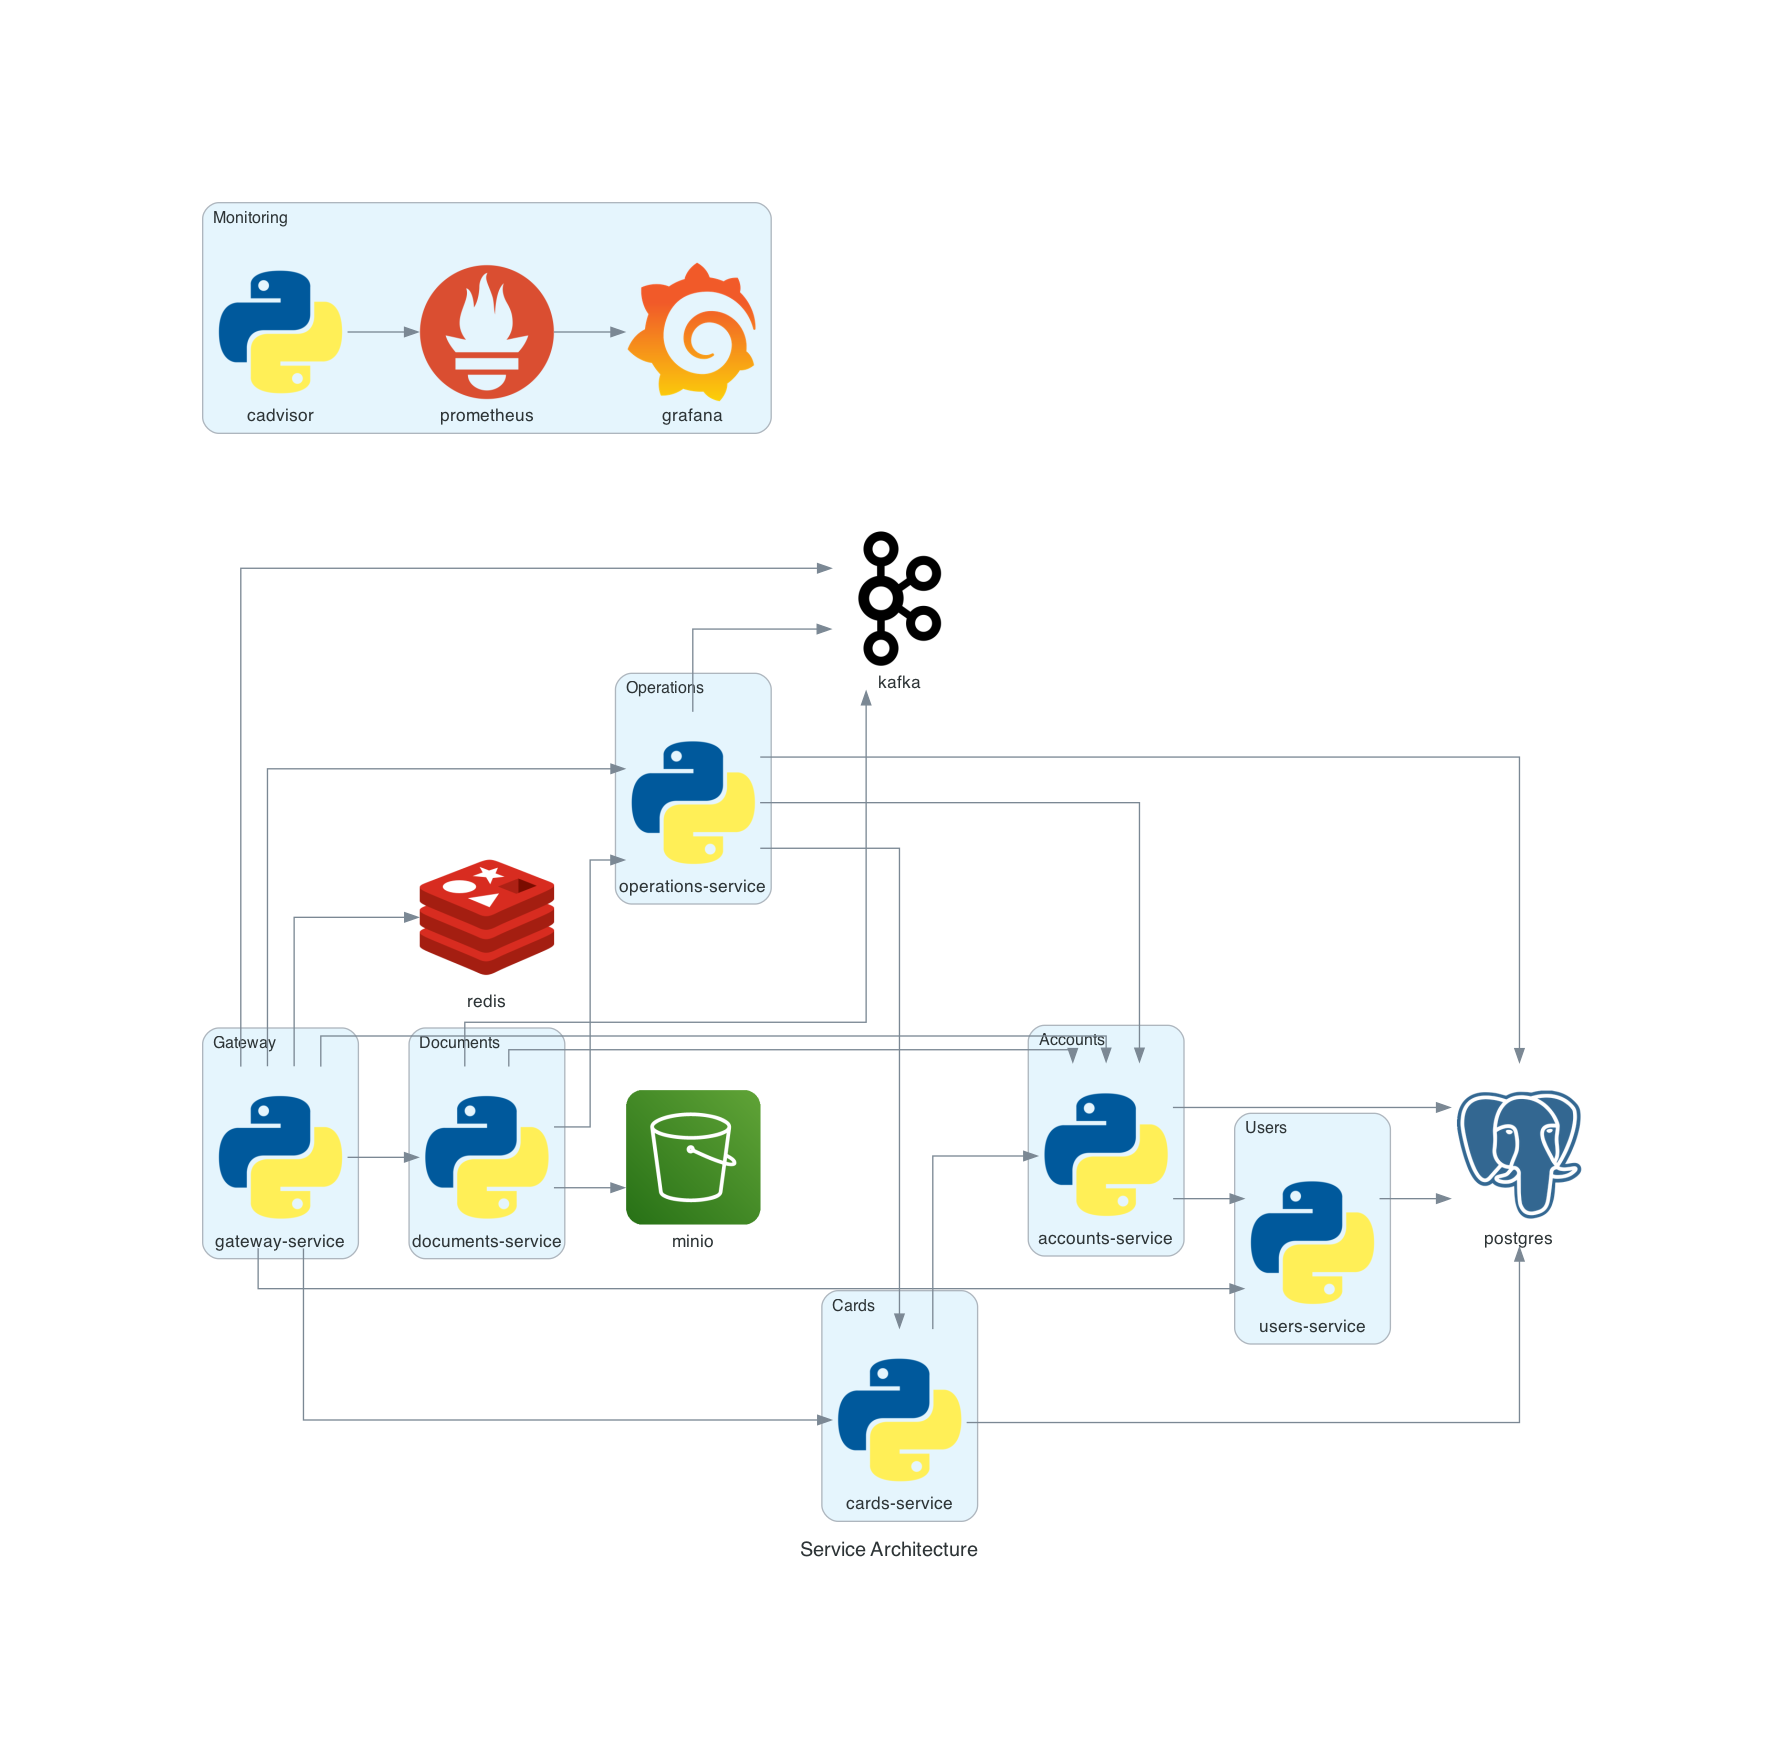 Monitoring
cadvisor
prometheus
grafana
kafka
Operations
operations-service
redis
Gateway
Documents
Accounts
Users
gateway-service
documents-service
minio
accounts-service
postgres
Cards
users-service
cards-service
Service Architecture